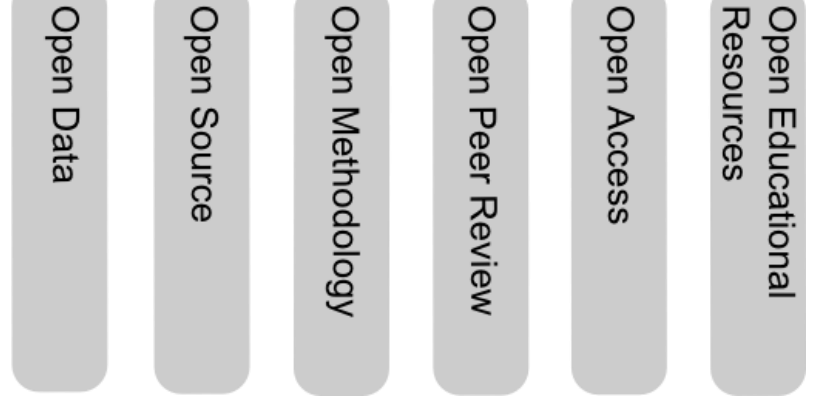 Open Data
Open Source
Open Methodology
Open Peer Review
Open Access
Open Educational
Resources